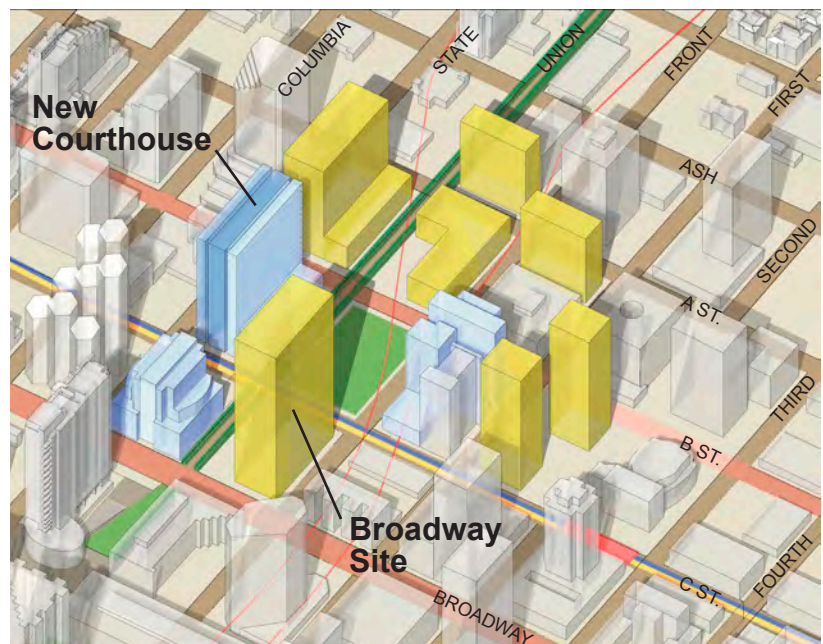 COLUMBIA
STATE
UNION
FRONT
FIRST
New
Courthouse
ASH
SECOND
A ST.
THIRD
B ST.
Broadway
Site
FOURTH
C ST.
BROADWAY